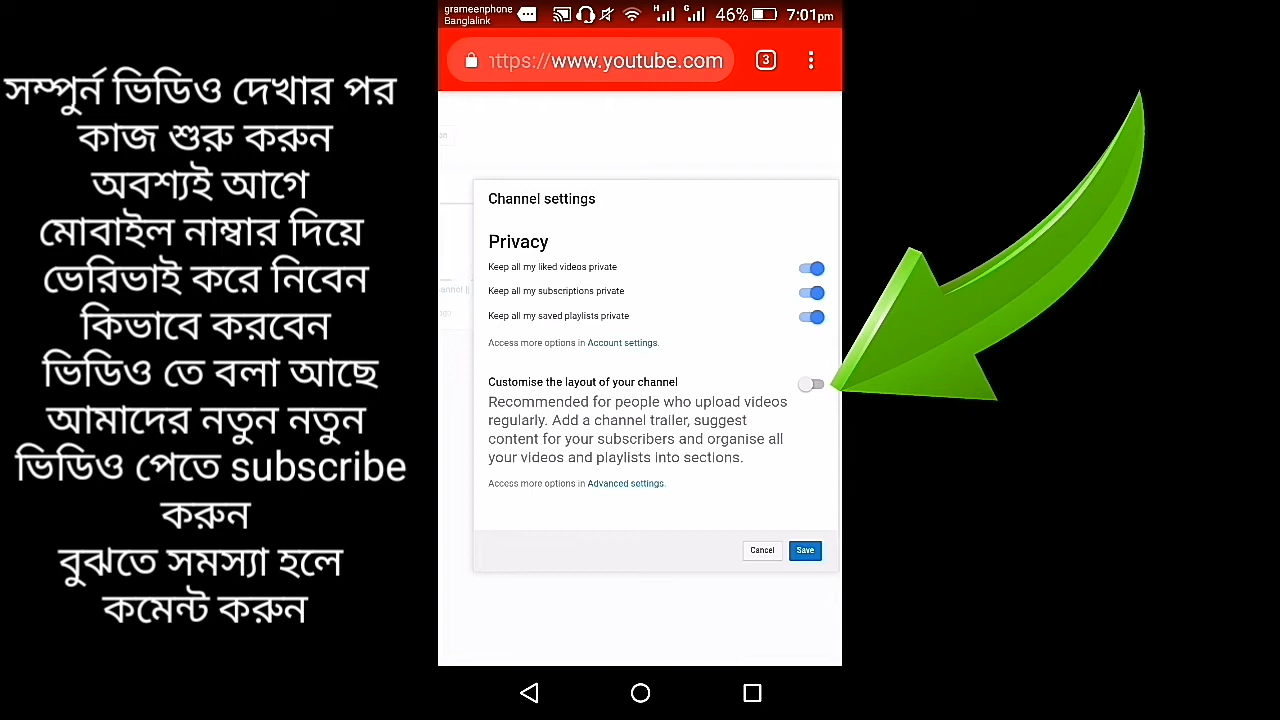 সম্পুর্ন ভিডিও দেখার পর
কাজ শুরু করুন
অবশ্যই আগে
মোবাইল নাম্বার দিয়ে
ভেরিভাই করে নিবেন
কিভাবে করবেন
ভিডিও তে বলা আছে
আমাদের নতুন নতুন
ভিডিও পেতে subscribe
করুন
বুঝতে সমস্যা হলে
কমেন্ট করুন
grameenphone
Banglalink
H
G
46%
7:01pm
https://www.youtube.com
3
Channel settings
Privacy
Keep all my liked videos private
Keep all my subscriptions private
Keep all my saved playlists private
Access more options in Account settings.
Customise the layout of your channel
Recommended for people who upload videos
regularly. Add a channel trailer, suggest
content for your subscribers and organise all
your videos and playlists into sections.
Access more options in Advanced settings.
Cancel
Save